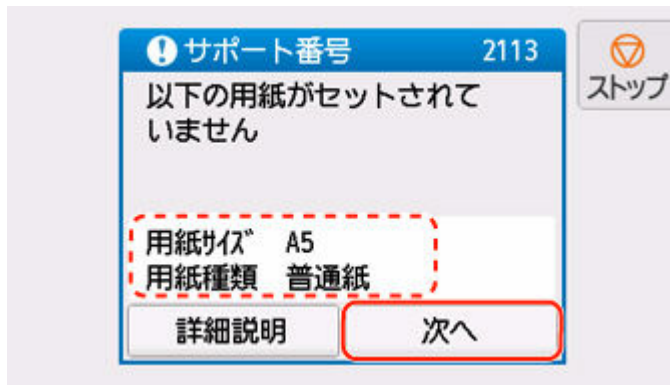 サポート番号 2113
ストップ
以下の用紙がセットされて
いません
用紙サイズ A5
用紙種類 普通紙
詳細説明 次へ